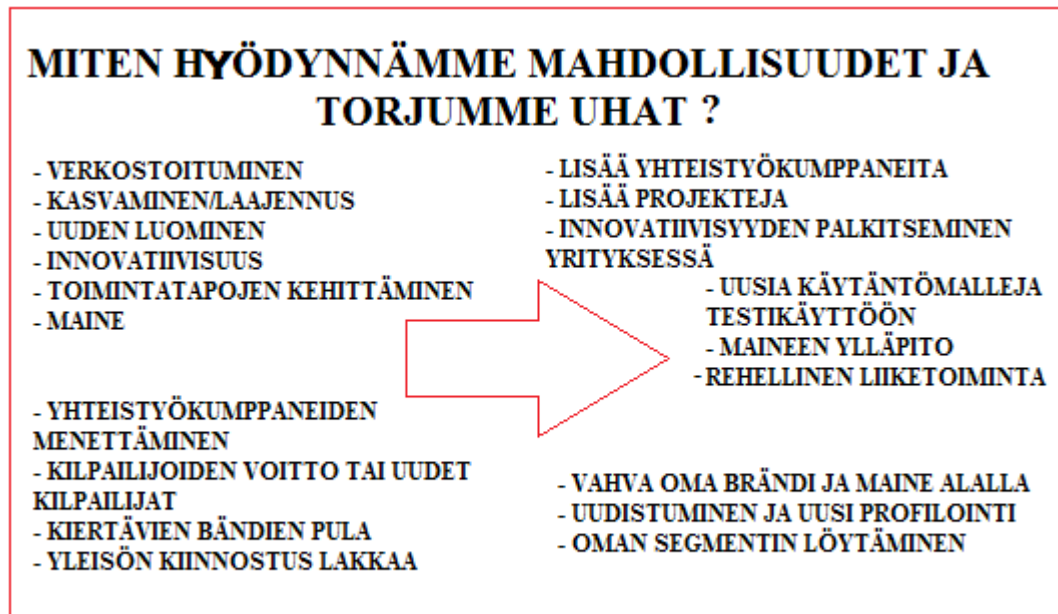 MITEN HYÖDYNNÄMME MAHDOLLISUUDET JA
TORJUMME UHAT ?
- VERKOSTOITUMINEN
- KASVAMINEN/LAAJENNUS
- UUDEN LUOMINEN
- INNOVATIIVISUUS
- TOIMINTATAPOJEN KEHITTÄMINEN
- MAINE
- LISÄÄ YHTEISTYÖKUMPPANEITA
- LISÄÄ PROJEKTEJA
- INNOVATIIVISYYDEN PALKITSEMINEN
YRITYKSESSÄ
- UUSIA KÄYTÄNTÖMALLEJA
TESTIKÄYTTÖÖN
- MAINEEN YLLÄPITO
- REHELLINEN LIIKETOIMINTA
- YHTEISTYÖKUMPPANEIDEN
MENETTÄMINEN
- KILPAILIJOIDEN VOITTO TAI UUDET
KILPAILIJAT
- KIERTÄVIEN BÄNDIEN PULA
- YLEISÖN KIINNOSTUS LAKKAA
- VAHVA OMA BRÄNDI JA MAINE ALALLA
- UUDISTUMINEN JA UUSI PROFILOINTI
- OMAN SEGMENTIN LÖYTÄMINEN